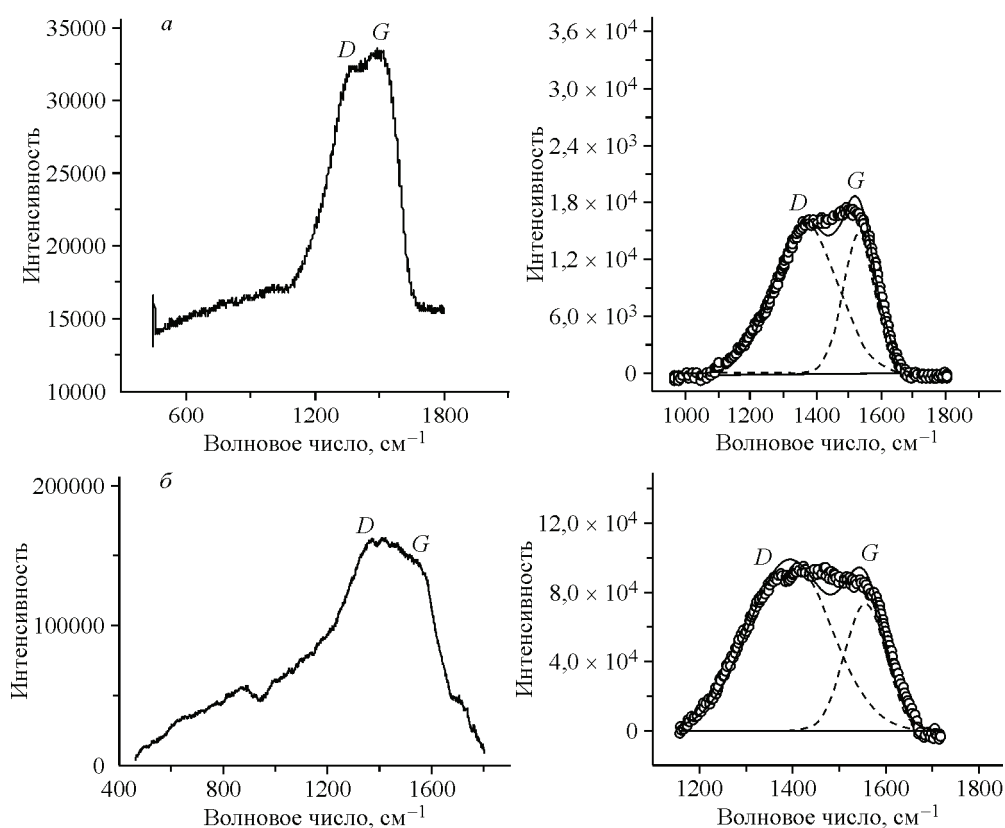 а
Интенсивность
35000
30000
25000
20000
15000
10000
D
G
600
1200
1800
Волновое число, см⁻¹
Интенсивность
3,6 × 10⁴
3,0 × 10⁴
2,4 × 10³
1,8 × 10⁴
1,2 × 10⁴
6,0 × 10³
0
D
G
1000
1200
1400
1600
1800
Волновое число, см⁻¹
б
Интенсивность
200000
100000
0
D
G
400
800
1200
1600
Волновое число, см⁻¹
Интенсивность
12,0 × 10⁴
8,0 × 10⁴
4,0 × 10⁴
0
D
G
1200
1400
1600
1800
Волновое число, см⁻¹